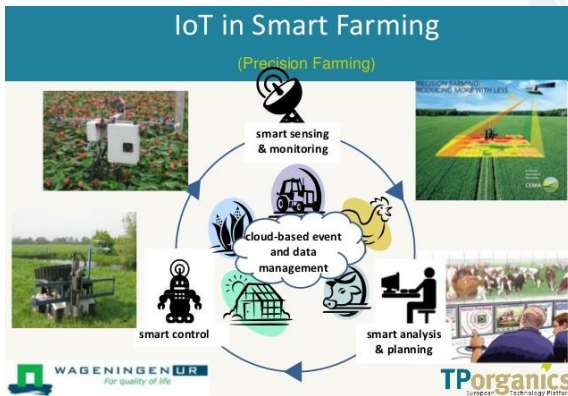 IoT in Smart Farming
(Precision Farming)
PRECISION FARMING:
PRODUCING MORE WITH LESS
smart sensing
& monitoring
CEMA
cloud-based event
and data
management
smart control
smart analysis
& planning
WAGENINGEN UR
For quality of life
TPorganics
European Technology Platform